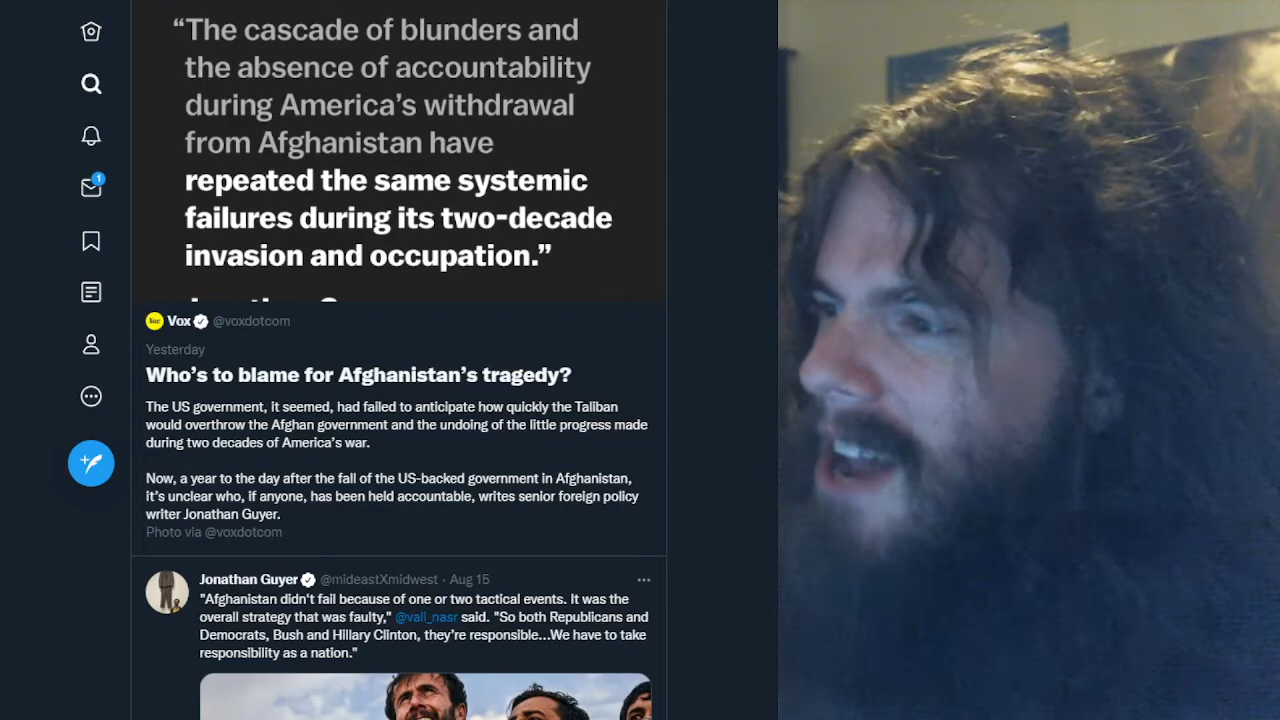 “The cascade of blunders and
the absence of accountability
during America’s withdrawal
from Afghanistan have
repeated the same systemic
failures during its two-decade
invasion and occupation.”
1
Vox @voxdotcom
Yesterday
Who’s to blame for Afghanistan’s tragedy?
The US government, it seemed, had failed to anticipate how quickly the Taliban
would overthrow the Afghan government and the undoing of the little progress made
during two decades of America’s war.
Now, a year to the day after the fall of the US-backed government in Afghanistan,
it’s unclear who, if anyone, has been held accountable, writes senior foreign policy
writer Jonathan Guyer.
Photo via @voxdotcom
Jonathan Guyer @mideastXmidwest · Aug 15
"Afghanistan didn’t fail because of one or two tactical events. It was the
overall strategy that was faulty," @vali_nasr said. "So both Republicans and
Democrats, Bush and Hillary Clinton, they’re responsible...We have to take
responsibility as a nation."